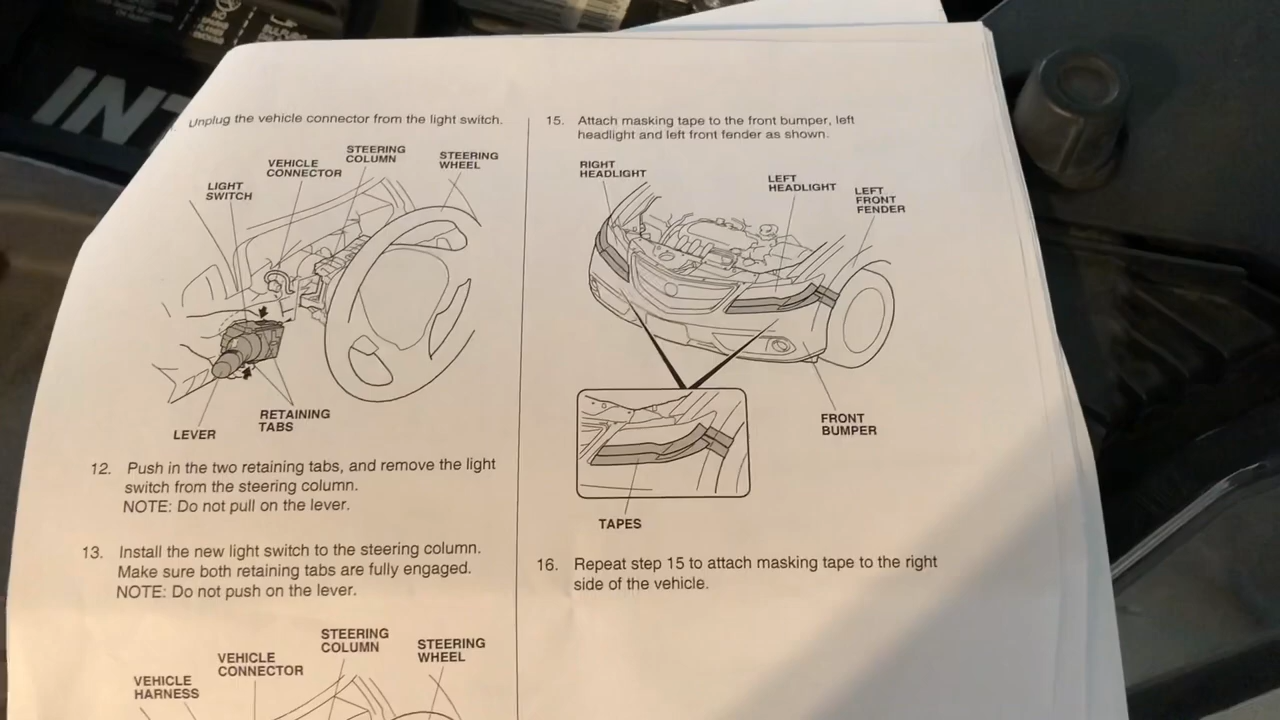 INT
Unplug the vehicle connector from the light switch.
STEERING
COLUMN
VEHICLE
CONNECTOR
STEERING
WHEEL
LIGHT
SWITCH
RETAINING
TABS
LEVER
12. Push in the two retaining tabs, and remove the light
switch from the steering column.
NOTE: Do not pull on the lever.
13. Install the new light switch to the steering column.
Make sure both retaining tabs are fully engaged.
NOTE: Do not push on the lever.
STEERING
COLUMN
STEERING
WHEEL
VEHICLE
CONNECTOR
VEHICLE
HARNESS
15. Attach masking tape to the front bumper, left
headlight and left front fender as shown.
RIGHT
HEADLIGHT
LEFT
HEADLIGHT
LEFT
FRONT
FENDER
FRONT
BUMPER
TAPES
16. Repeat step 15 to attach masking tape to the right
side of the vehicle.